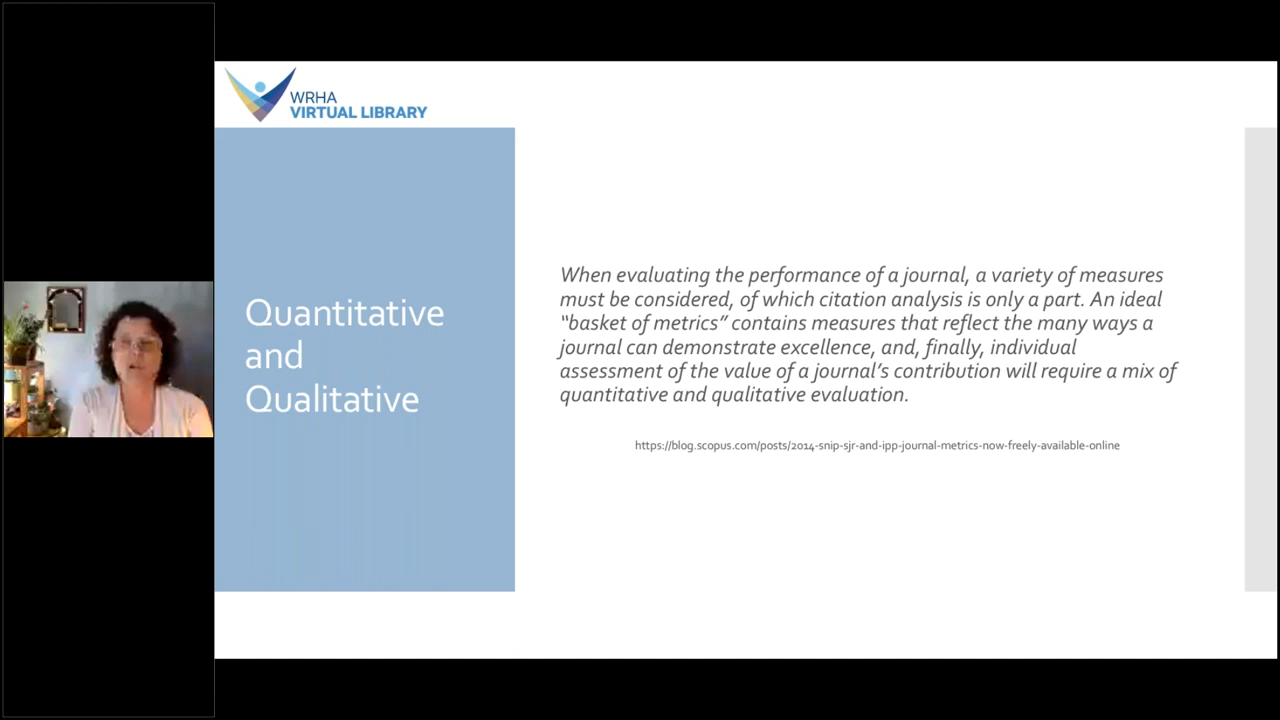 WRHA
VIRTUAL LIBRARY
Quantitative
and
Qualitative
When evaluating the performance of a journal, a variety of measures
must be considered, of which citation analysis is only a part. An ideal
“basket of metrics” contains measures that reflect the many ways a
journal can demonstrate excellence, and, finally, individual
assessment of the value of a journal’s contribution will require a mix of
quantitative and qualitative evaluation.
https://blog.scopus.com/posts/2014-snip-sjr-and-ipp-journal-metrics-now-freely-available-online